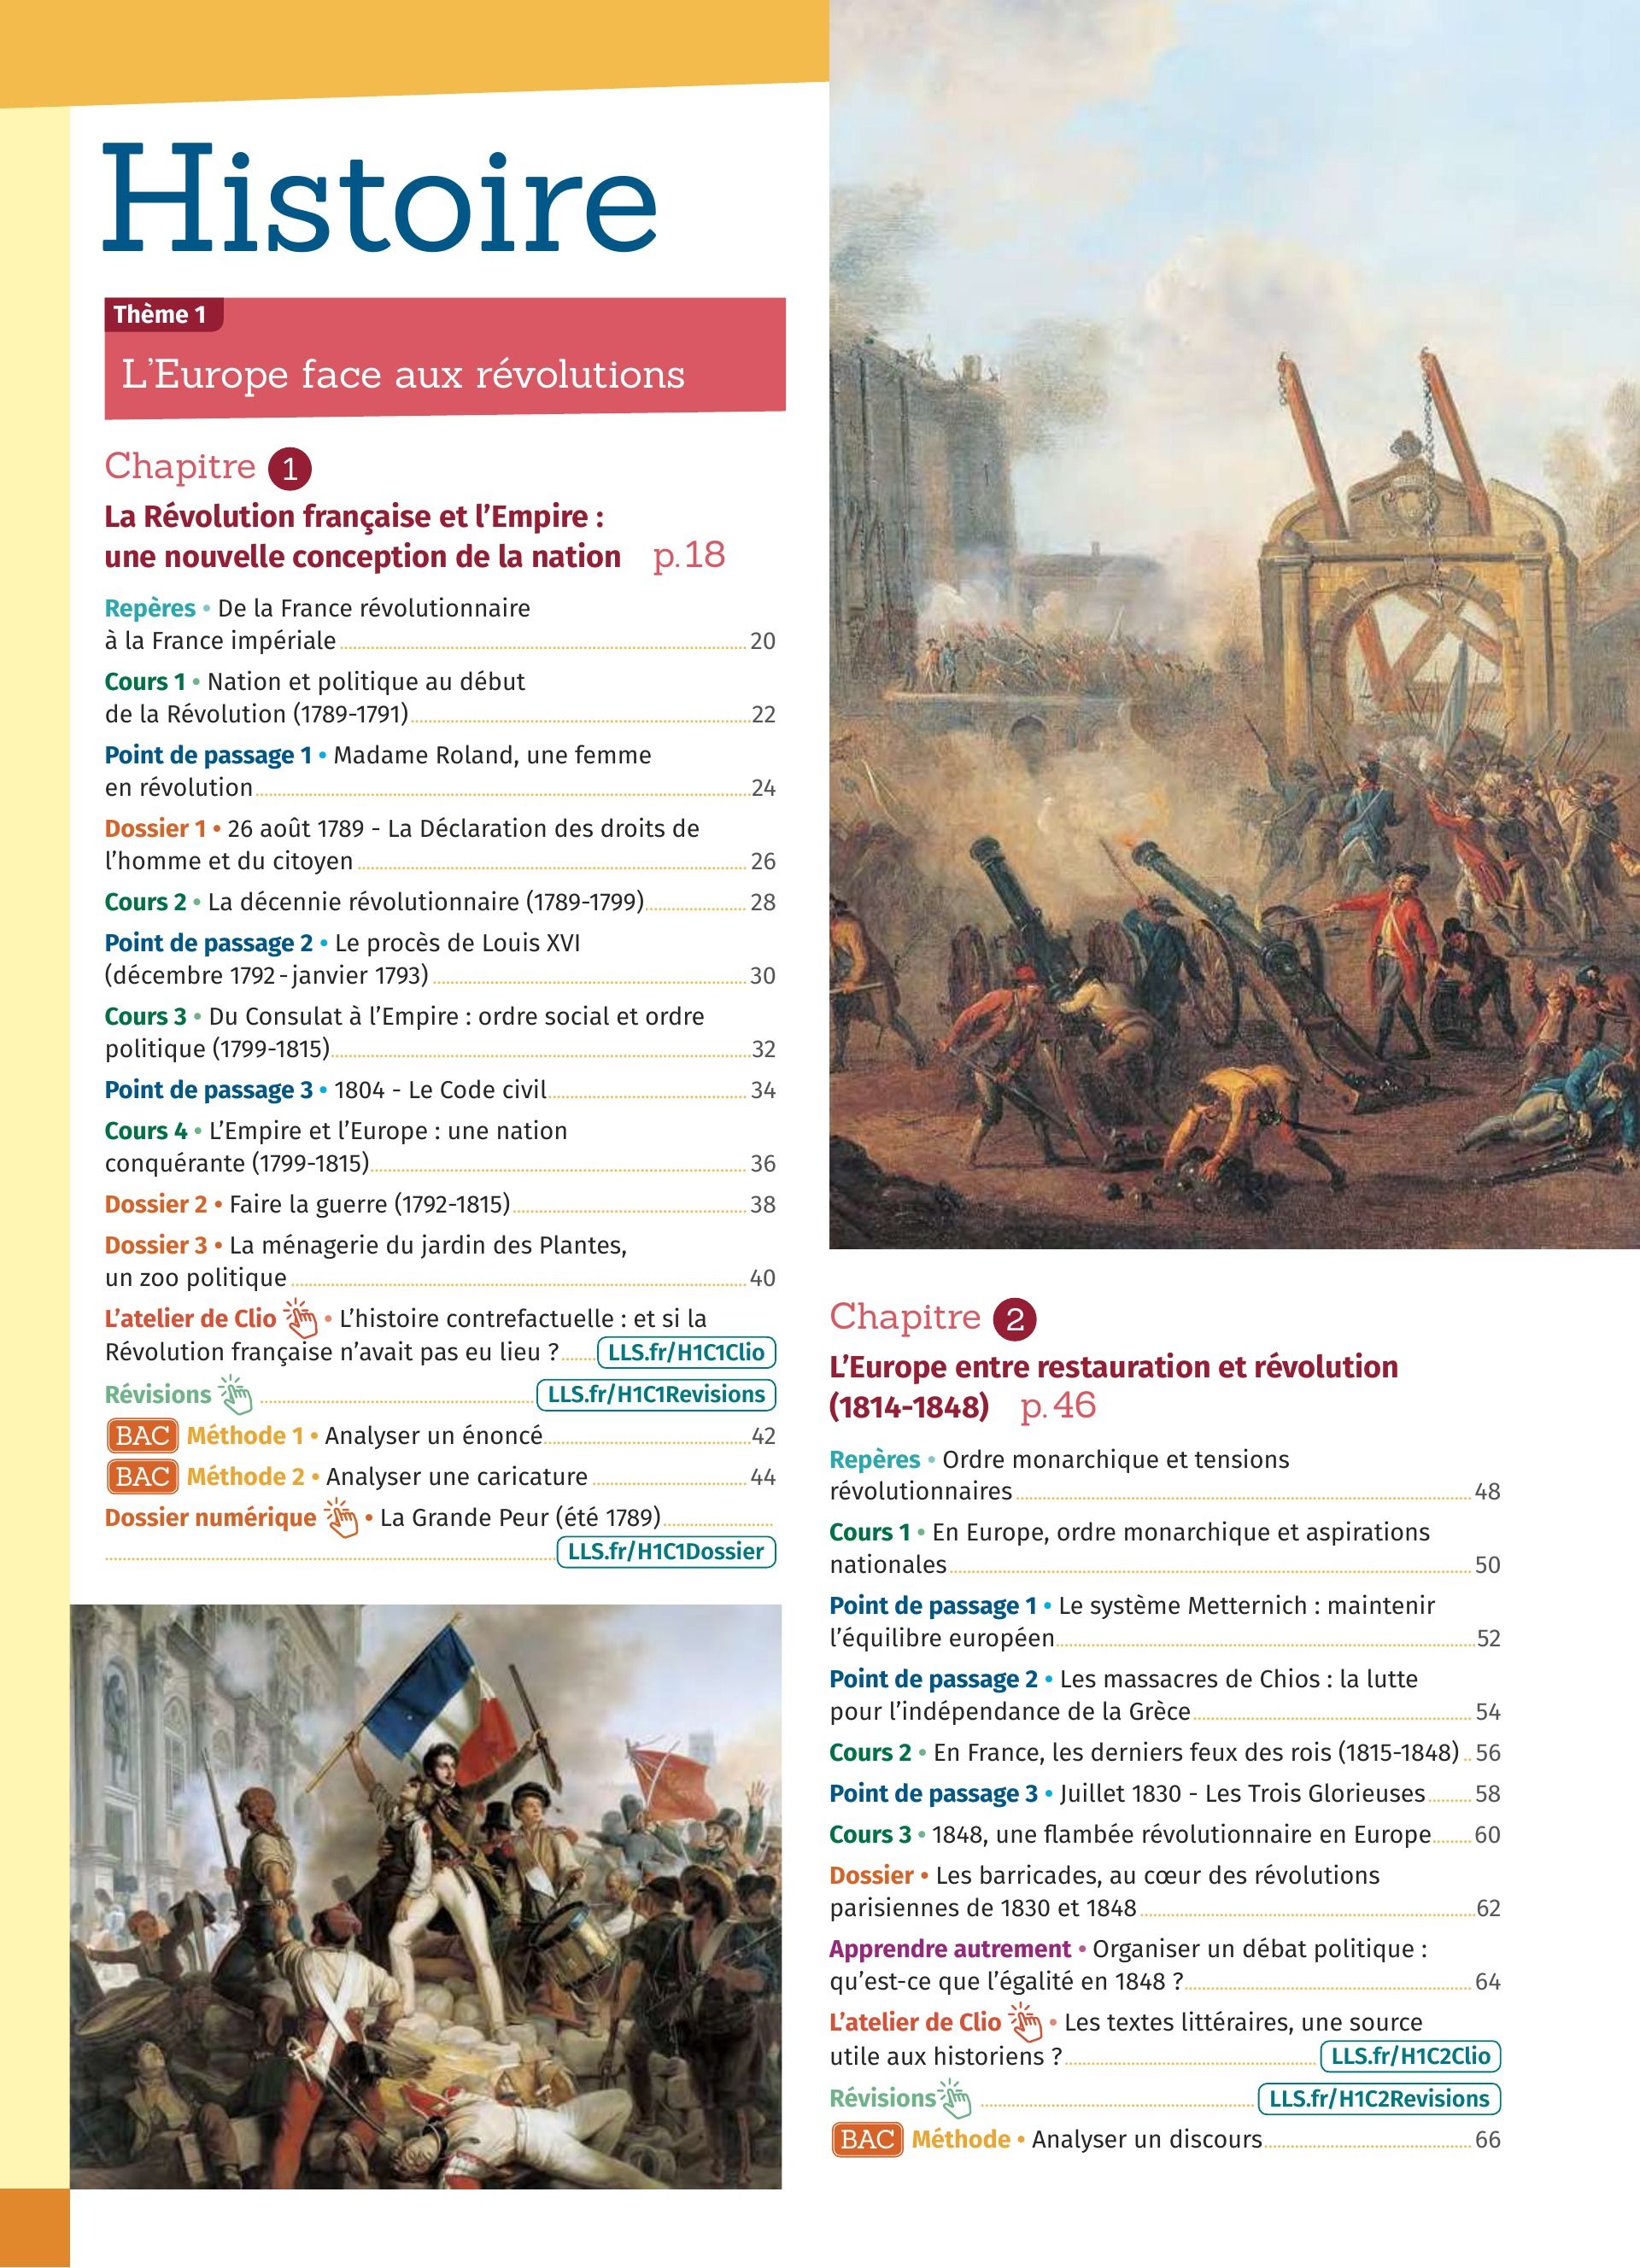 Histoire
Thème 1
L'Europe face aux révolutions
Chapitre 1
La Révolution française et l'Empire :
une nouvelle conception de la nation p. 18
Repères • De la France révolutionnaire
à la France impériale 20
Cours 1 • Nation et politique au début
de la Révolution (1789-1791) 22
Point de passage 1 • Madame Roland, une femme
en révolution 24
Dossier 1 • 26 août 1789 - La Déclaration des droits de
l'homme et du citoyen 26
Cours 2 • La décennie révolutionnaire (1789-1799) 28
Point de passage 2 • Le procès de Louis XVI
(décembre 1792 - janvier 1793) 30
Cours 3 • Du Consulat à l'Empire : ordre social et ordre
politique (1799-1815) 32
Point de passage 3 • 1804 - Le Code civil 34
Cours 4 • L'Empire et l'Europe : une nation
conquérante (1799-1815) 36
Dossier 2 • Faire la guerre (1792-1815) 38
Dossier 3 • La ménagerie du jardin des Plantes,
un zoo politique 40
L'atelier de Clio • L'histoire contrefactuelle : et si la
Révolution française n'avait pas eu lieu ? LLS.fr/H1C1Clio
Révisions LLS.fr/H1C1Revisions
BAC Méthode 1 • Analyser un énoncé 42
BAC Méthode 2 • Analyser une caricature 44
Dossier numérique • La Grande Peur (été 1789)
LLS.fr/H1C1Dossier
Chapitre 2
L'Europe entre restauration et révolution
(1814-1848) p. 46
Repères • Ordre monarchique et tensions
révolutionnaires 48
Cours 1 • En Europe, ordre monarchique et aspirations
nationales 50
Point de passage 1 • Le système Metternich : maintenir
l'équilibre européen 52
Point de passage 2 • Les massacres de Chios : la lutte
pour l'indépendance de la Grèce 54
Cours 2 • En France, les derniers feux des rois (1815-1848) 56
Point de passage 3 • Juillet 1830 - Les Trois Glorieuses 58
Cours 3 • 1848, une flambée révolutionnaire en Europe 60
Dossier • Les barricades, au cœur des révolutions
parisiennes de 1830 et 1848 62
Apprendre autrement • Organiser un débat politique :
qu'est-ce que l'égalité en 1848 ? 64
L'atelier de Clio • Les textes littéraires, une source
utile aux historiens ? LLS.fr/H1C2Clio
Révisions LLS.fr/H1C2Revisions
BAC Méthode • Analyser un discours 66